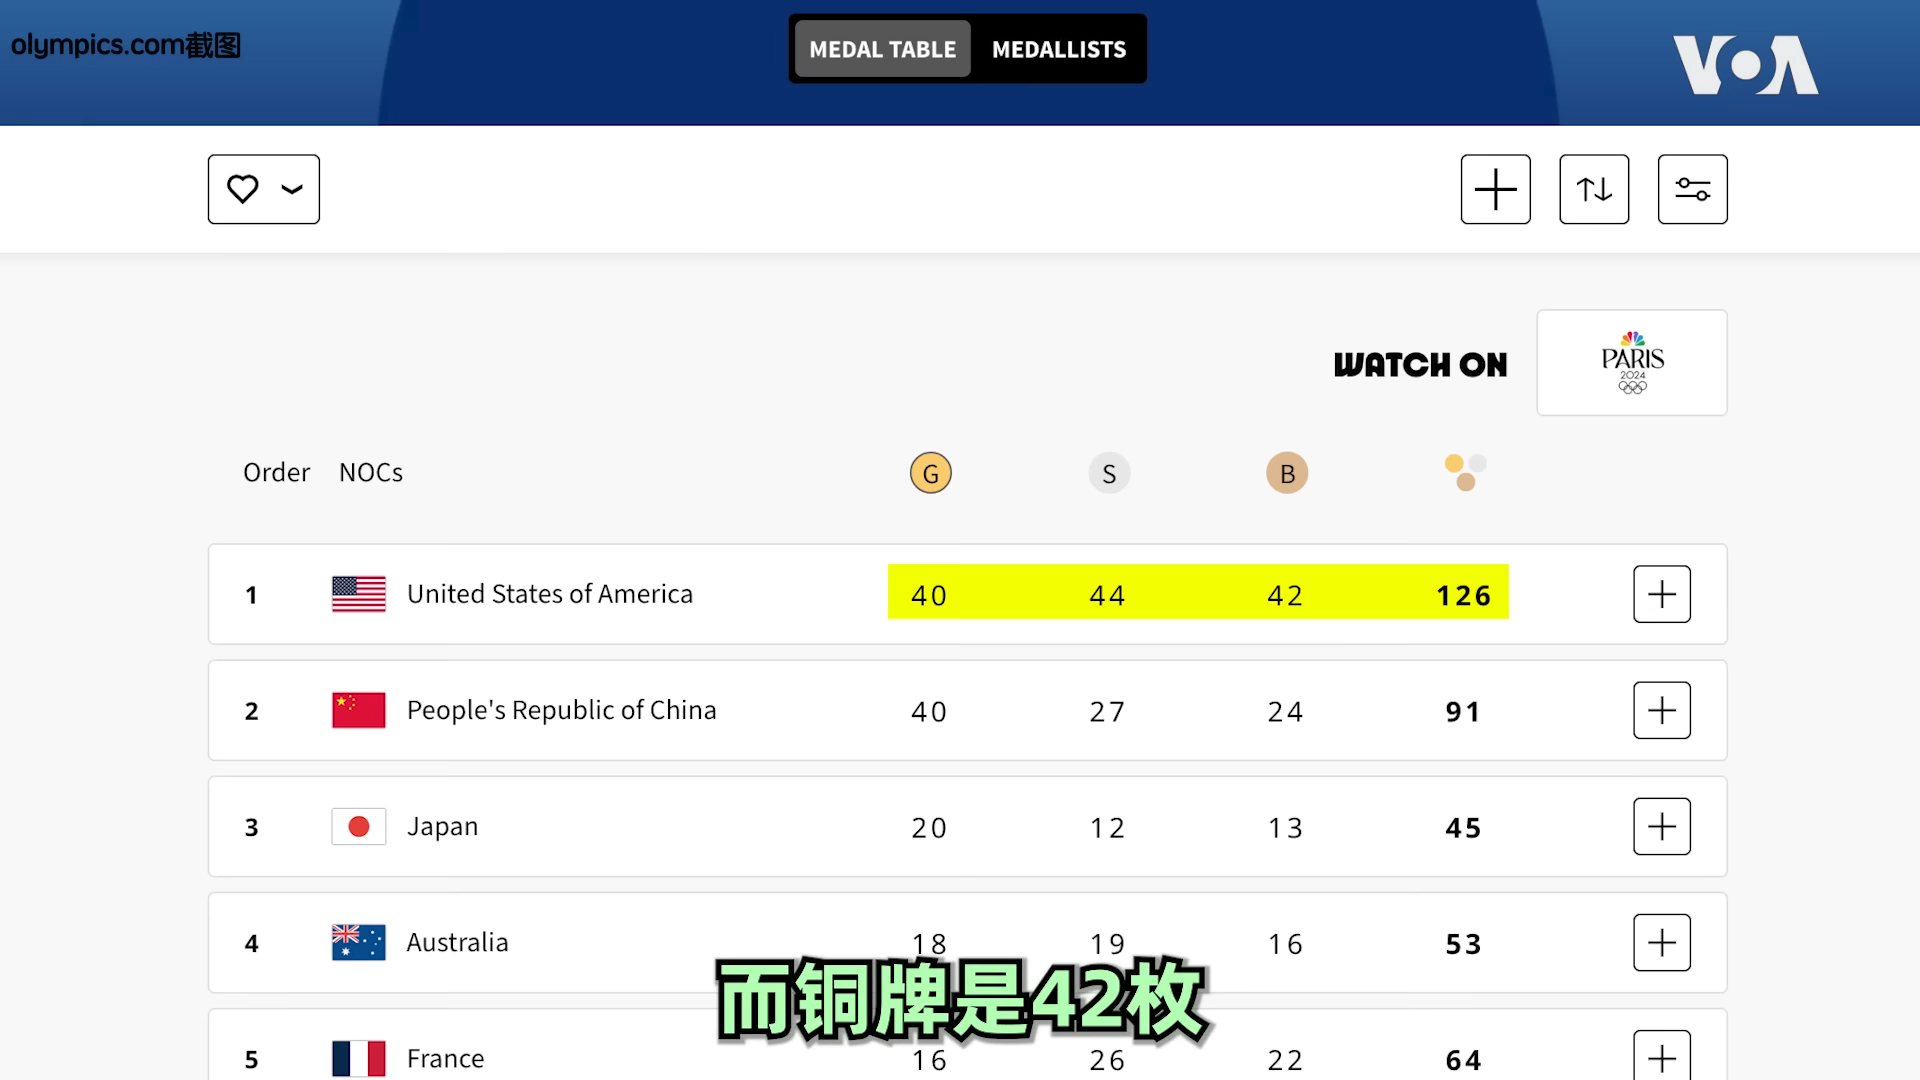 olympics.com截图
MEDAL TABLE MEDALLISTS
VOA
WATCH ON
PARIS
2024
Order NOCs G S B
1 United States of America 40 44 42 126
2 People's Republic of China 40 27 24 91
3 Japan 20 12 13 45
4 Australia 18 19 16 53
而铜牌是42枚
5 France 16 26 22 64